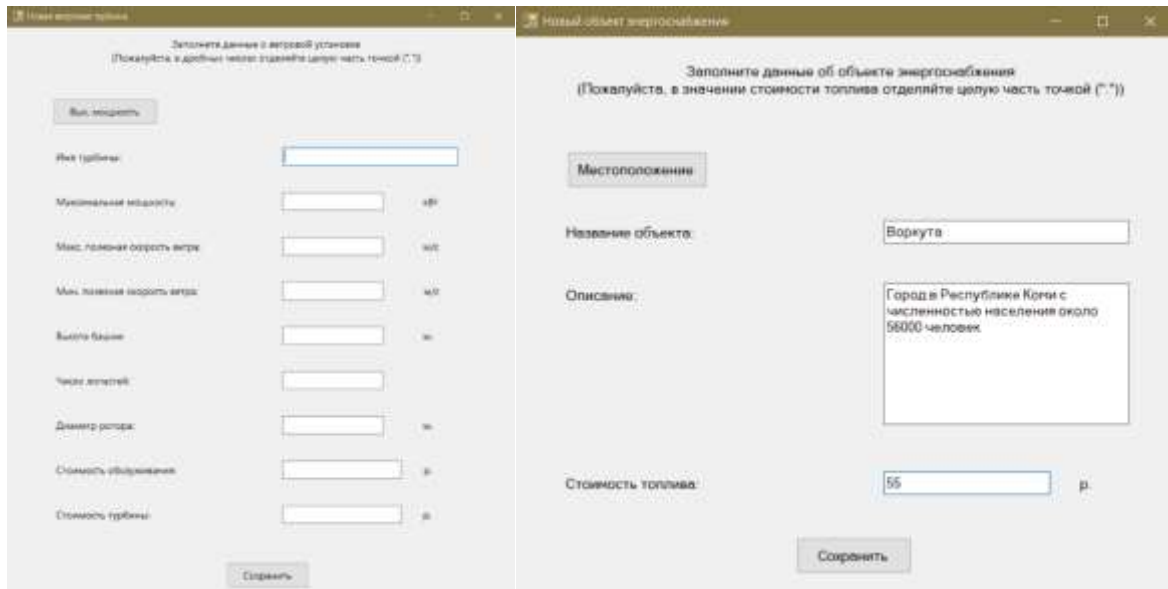 Новая ветровая турбина
Заполните данные о ветровой установке
(Пожалуйста, в дробных числах отделяйте целую часть точкой ("."))
Вых. мощность
Имя турбины:
Максимальная мощность: кВт
Макс. полезная скорость ветра: м/с
Мин. полезная скорость ветра: м/с
Высота башни: м.
Число лопастей:
Диаметр ротора: м.
Стоимость обслуживания: р.
Стоимость турбины: р.
Сохранить
Новый объект энергоснабжения
Заполните данные об объекте энергоснабжения
(Пожалуйста, в значении стоимости топлива отделяйте целую часть точкой ("."))
Местоположение
Название объекта: Воркута
Описание: Город в Республике Коми с
численностью населения около
56000 человек
Стоимость топлива: 55 р.
Сохранить